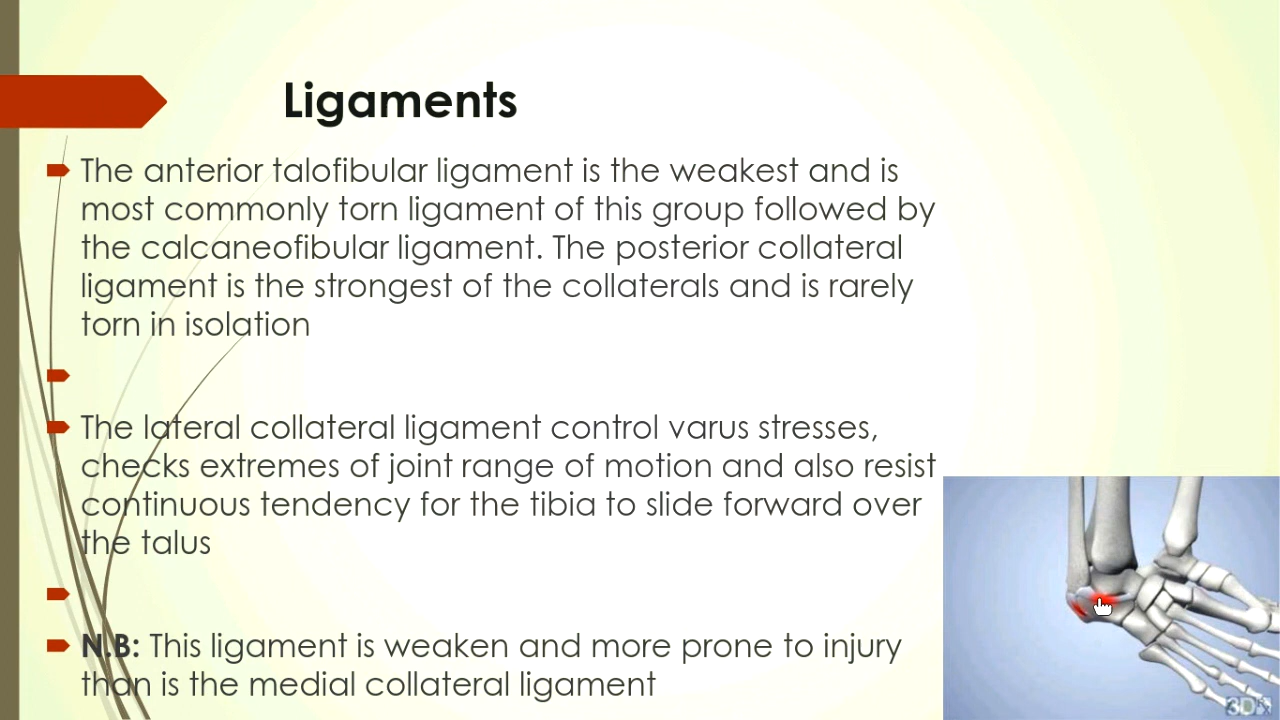 Ligaments
The anterior talofibular ligament is the weakest and is
most commonly torn ligament of this group followed by
the calcaneofibular ligament. The posterior collateral
ligament is the strongest of the collaterals and is rarely
torn in isolation
The lateral collateral ligament control varus stresses,
checks extremes of joint range of motion and also resist
continuous tendency for the tibia to slide forward over
the talus
N.B: This ligament is weaken and more prone to injury
than is the medial collateral ligament